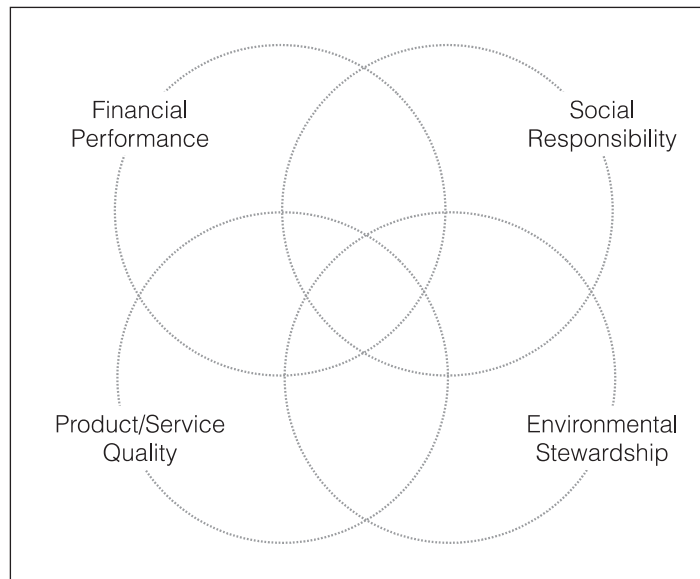 Financial
Performance
Social
Responsibility
Product/Service
Quality
Environmental
Stewardship